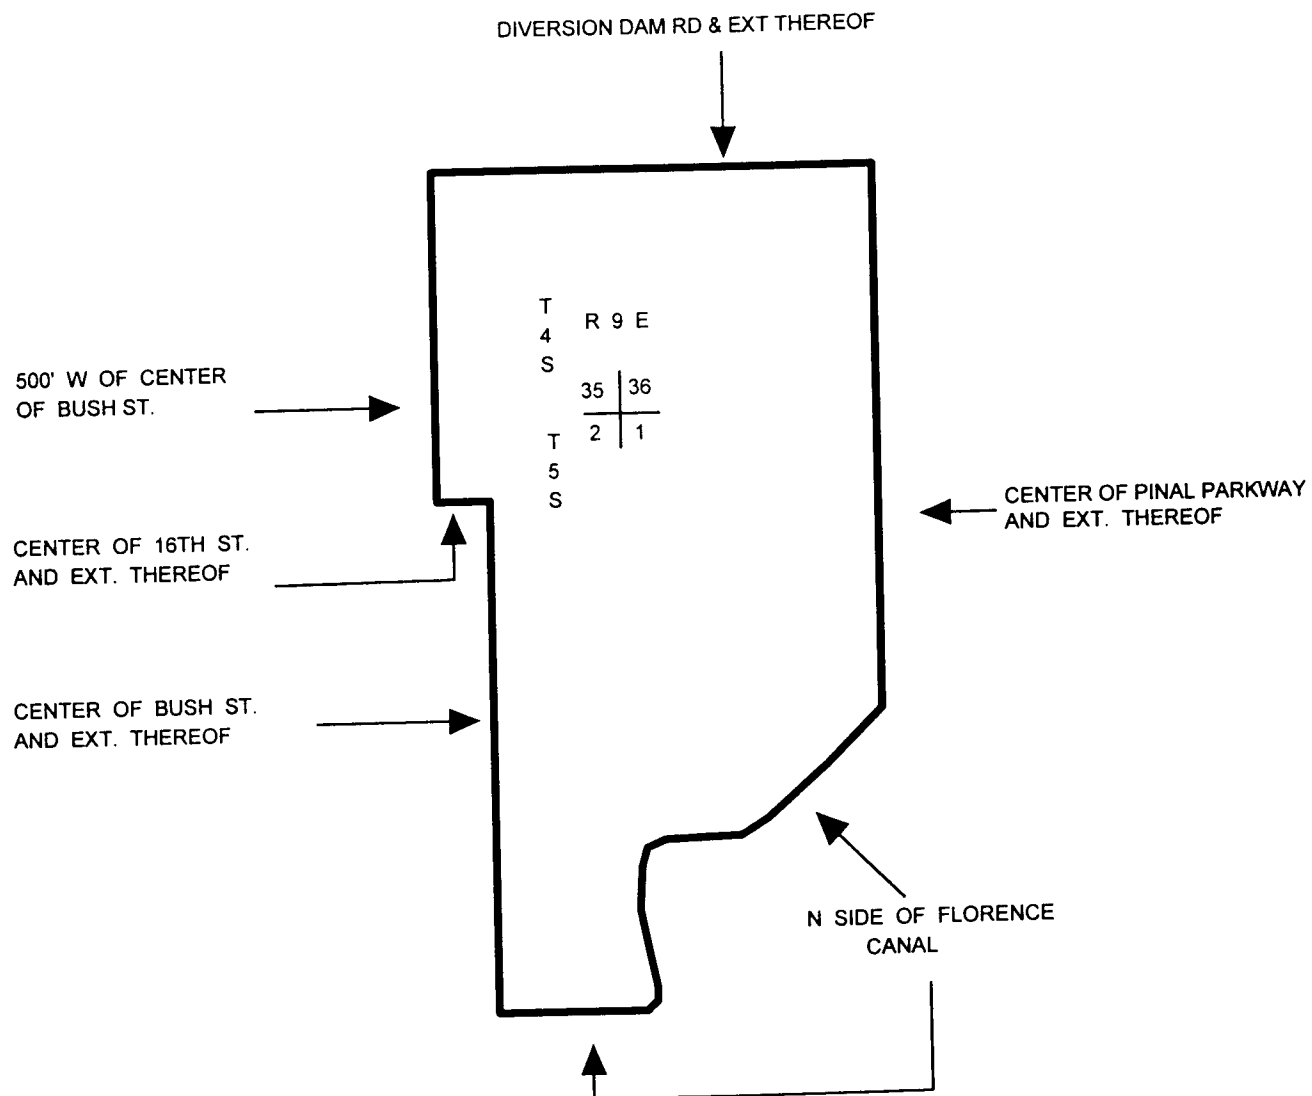 DIVERSION DAM RD & EXT THEREOF
T
4
S
R 9 E
35 36
2 1
T
5
S
500' W OF CENTER
OF BUSH ST.
CENTER OF PINAL PARKWAY
AND EXT. THEREOF
CENTER OF 16TH ST.
AND EXT. THEREOF
CENTER OF BUSH ST.
AND EXT. THEREOF
N SIDE OF FLORENCE
CANAL